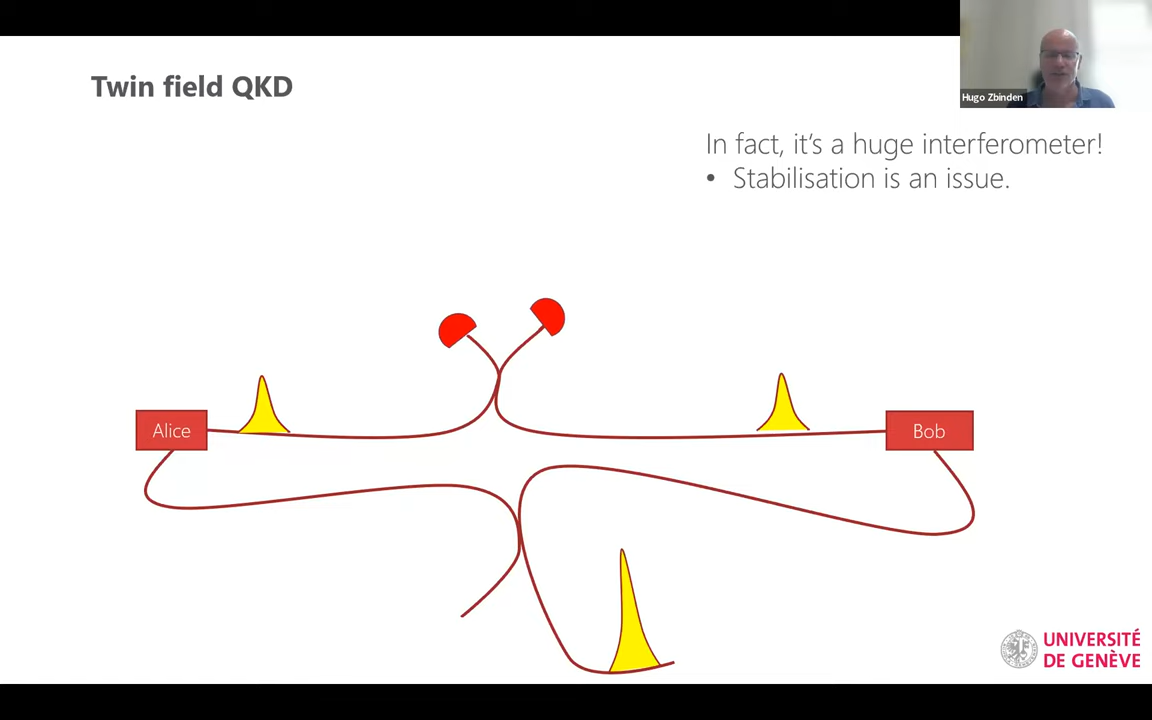 Twin field QKD
Hugo Zbinden
In fact, it's a huge interferometer!
• Stabilisation is an issue.
Alice
Bob
UNIVERSITÉ
DE GENÈVE